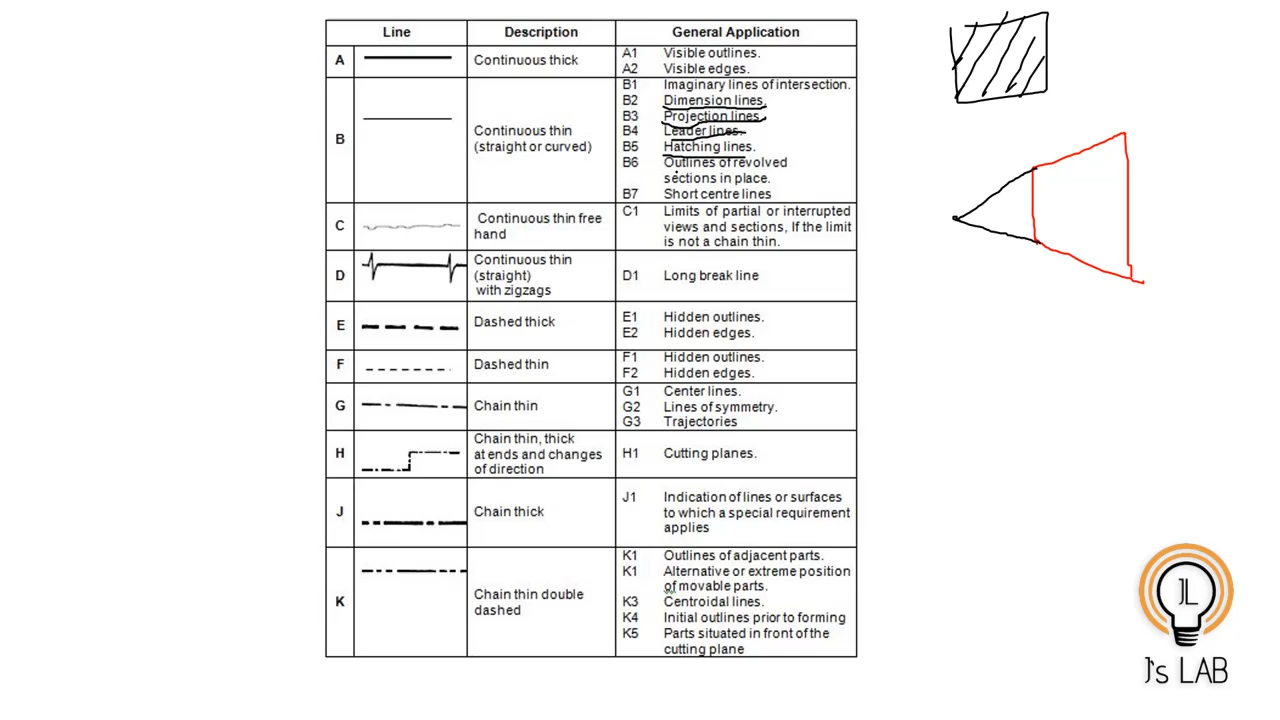 Line Description General Application
A Continuous thick A1 Visible outlines.
A2 Visible edges.
B Continuous thin
(straight or curved) B1 Imaginary lines of intersection.
B2 Dimension lines.
B3 Projection lines.
B4 Leader lines.
B5 Hatching lines.
B6 Outlines of revolved
sections in place.
B7 Short centre lines
C Continuous thin free
hand C1 Limits of partial or interrupted
views and sections, If the limit
is not a chain thin.
D Continuous thin
(straight)
with zigzags D1 Long break line
E Dashed thick E1 Hidden outlines.
E2 Hidden edges.
F Dashed thin F1 Hidden outlines.
F2 Hidden edges.
G Chain thin G1 Center lines.
G2 Lines of symmetry.
G3 Trajectories
H Chain thin, thick
at ends and changes
of direction H1 Cutting planes.
J Chain thick J1 Indication of lines or surfaces
to which a special requirement
applies
K Chain thin double
dashed K1 Outlines of adjacent parts.
K1 Alternative or extreme position
of movable parts.
K3 Centroidal lines.
K4 Initial outlines prior to forming
K5 Parts situated in front of the
cutting plane
JL
J's LAB